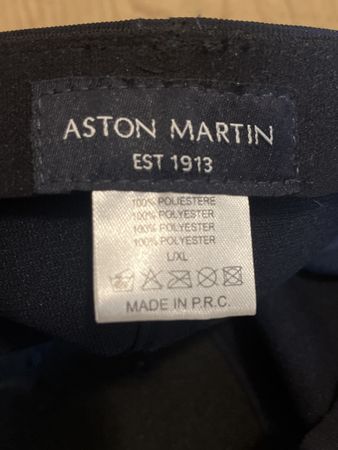 ASTON MARTIN
EST 1913
100% POLIESTERE
100% POLYESTER
100% POLYESTER
100% POLYESTER
L/XL
MADE IN P.R.C.